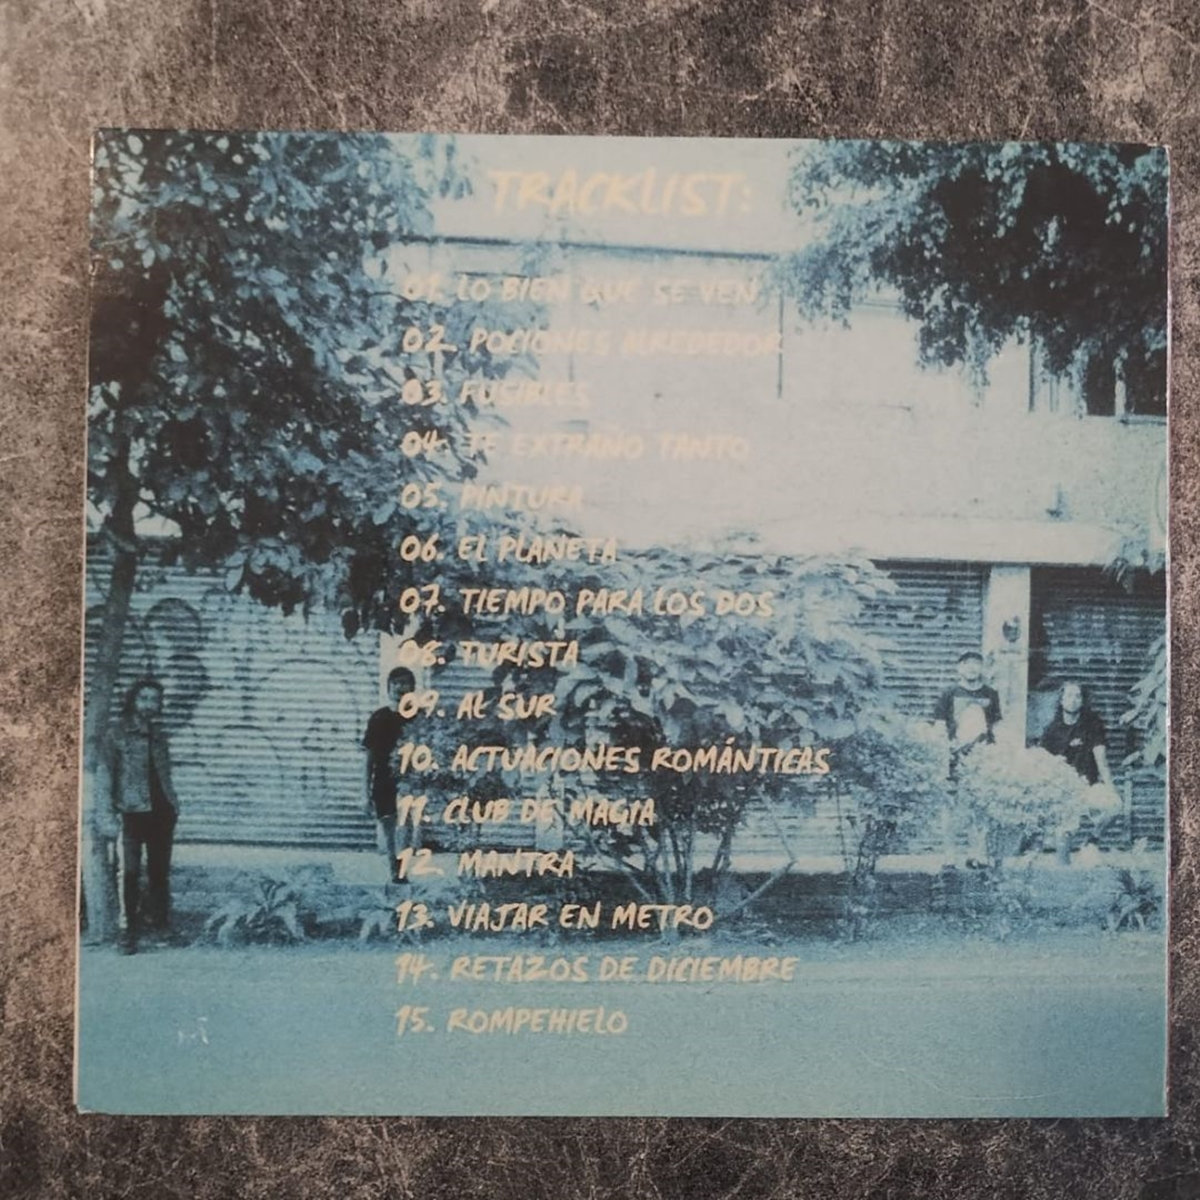 TRACKLIST:
01. LO BIEN QUE SE VEN
02. POCIONES ALREDEDOR
03. FUSIBLES
04. TE EXTRAÑO TANTO
05. PINTURA
06. EL PLANETA
07. TIEMPO PARA LOS DOS
08. TURISTA
09. AL SUR
10. ACTUACIONES ROMÁNTICAS
11. CLUB DE MAGIA
12. MANTRA
13. VIAJAR EN METRO
14. RETAZOS DE DICIEMBRE
15. ROMPEHIELO